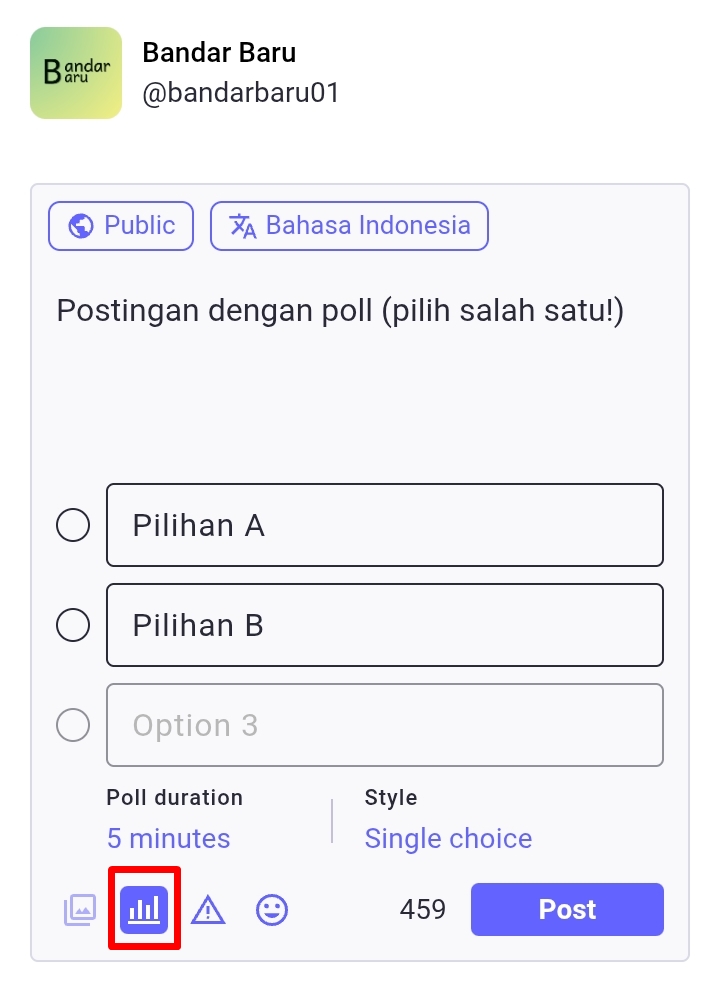 Bandar
Baru
Bandar Baru
@bandarbaru01
Public
Bahasa Indonesia
Postingan dengan poll (pilih salah satu!)
Pilihan A
Pilihan B
Option 3
Poll duration
Style
5 minutes
Single choice
459
Post